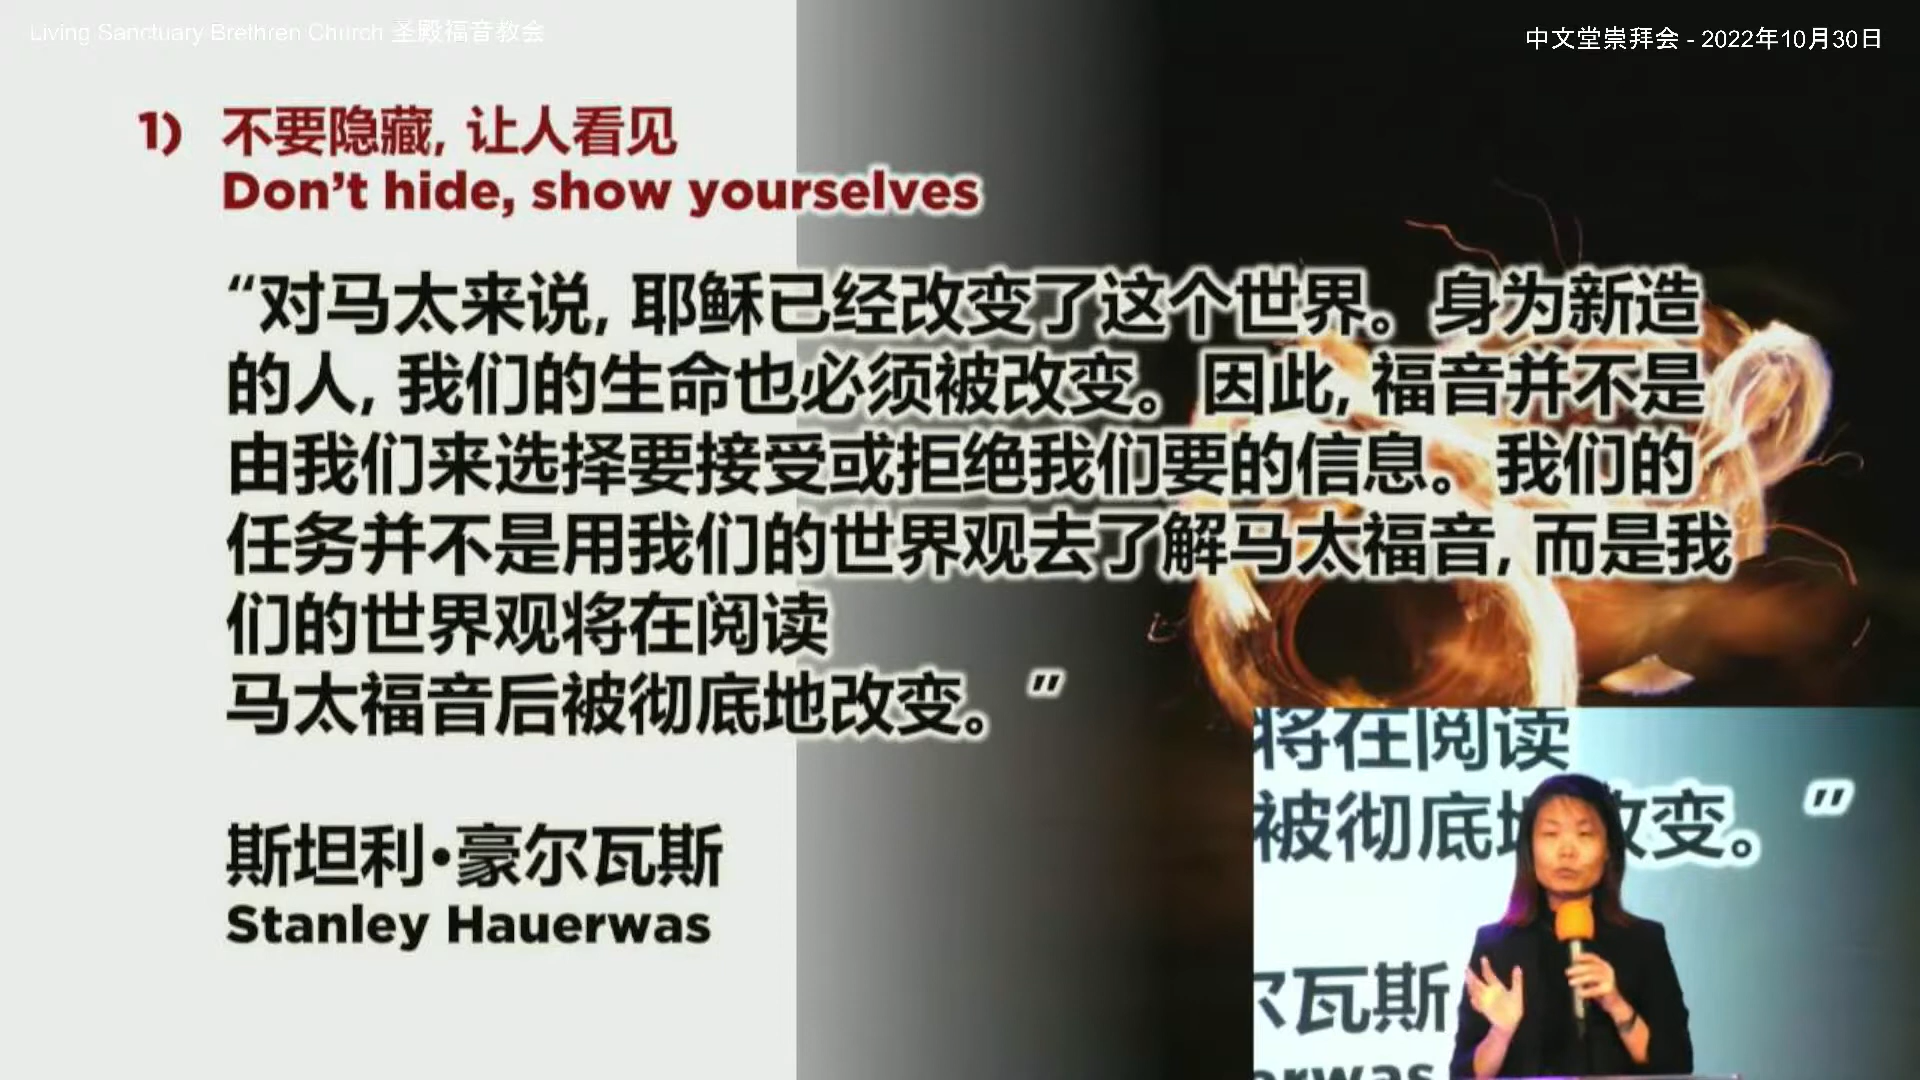 Living Sanctuary Brethren Church 圣殿福音教会
中文堂崇拜会 - 2022年10月30日
1) 不要隐藏, 让人看见
Don't hide, show yourselves
“对马太来说, 耶稣已经改变了这个世界。身为新造
的人, 我们的生命也必须被改变。因此, 福音并不是
由我们来选择要接受或拒绝我们要的信息。我们的
任务并不是用我们的世界观去了解马太福音, 而是我
们的世界观将在阅读
马太福音后被彻底地改变。”
斯坦利•豪尔瓦斯
Stanley Hauerwas
将在阅读
被彻底地改变。”
尔瓦斯
erwas